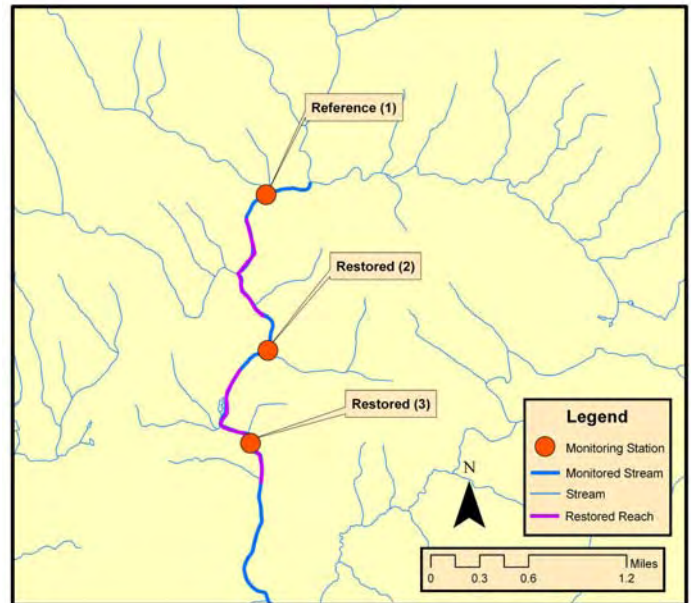 Reference (1)
Restored (2)
Restored (3)
Legend
Monitoring Station
Monitored Stream
Stream
Restored Reach
N
Miles
0 0.3 0.6 1.2